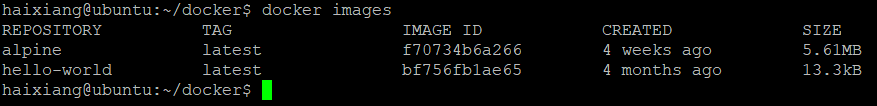 haixiang@ubuntu:~/docker$ docker images
REPOSITORY TAG IMAGE ID CREATED SIZE
alpine latest f70734b6a266 4 weeks ago 5.61MB
hello-world latest bf756fb1ae65 4 months ago 13.3kB
haixiang@ubuntu:~/docker$